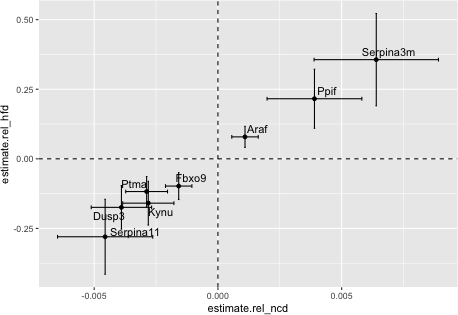 0.50
Serpina3m
0.25
Ppif
Araf
0.00
Fbxo9
Ptma
Kynu
Dusp3
Serpina11
-0.25
estimate.rel_hfd
-0.005
0.000
0.005
estimate.rel_ncd